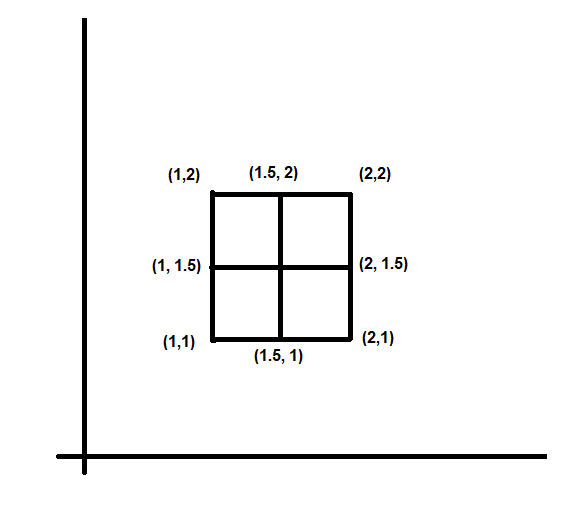 (1,2) (1.5, 2) (2,2)
(1, 1.5) (2, 1.5)
(1,1) (2,1)
(1.5, 1)